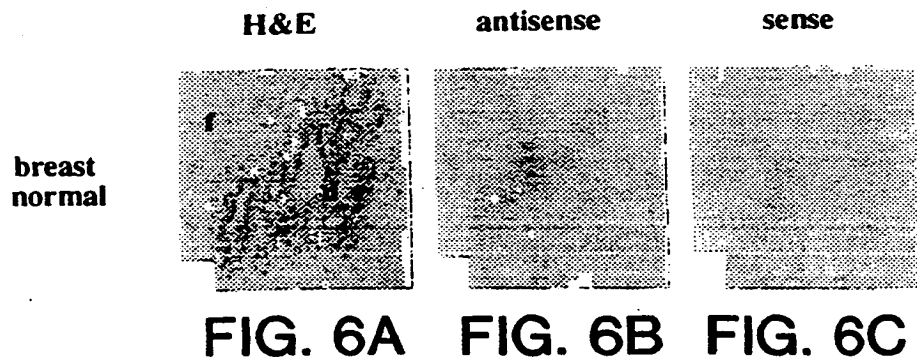 H&E antisense sense
f
breast
normal
FIG. 6A FIG. 6B FIG. 6C